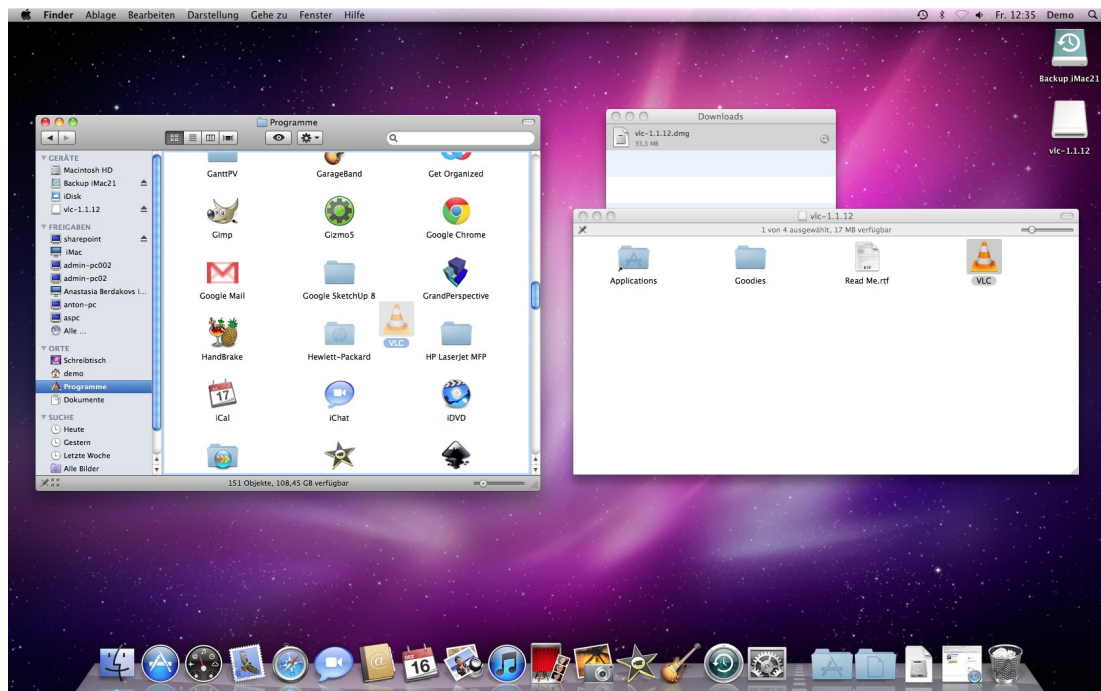 Finder Ablage Bearbeiten Darstellung Gehe zu Fenster Hilfe
Fr. 12:35 Demo
Backup iMac21
vlc-1.1.12
Programme
GERÄTE
Macintosh HD
Backup iMac21
iDisk
vlc-1.1.12
FREIGABEN
sharepoint
iMac
admin-pc002
admin-pc02
Anastasia Berdakovs i...
anton-pc
aspc
Alle ...
ORTE
Schreibtisch
demo
Programme
Dokumente
SUCHE
Heute
Gestern
Letzte Woche
Alle Bilder
GanttPV GarageBand Get Organized
Gimp Gizmo5 Google Chrome
Google Mail Google SketchUp 8 GrandPerspective
VLC
HandBrake Hewlett-Packard HP LaserJet MFP
17
iCal iChat iDVD
151 Objekte, 108,45 GB verfügbar
Downloads
vlc-1.1.12.dmg
33,3 MB
vlc-1.1.12
1 von 4 ausgewählt, 17 MB verfügbar
RTF
Applications Goodies Read Me.rtf VLC
16